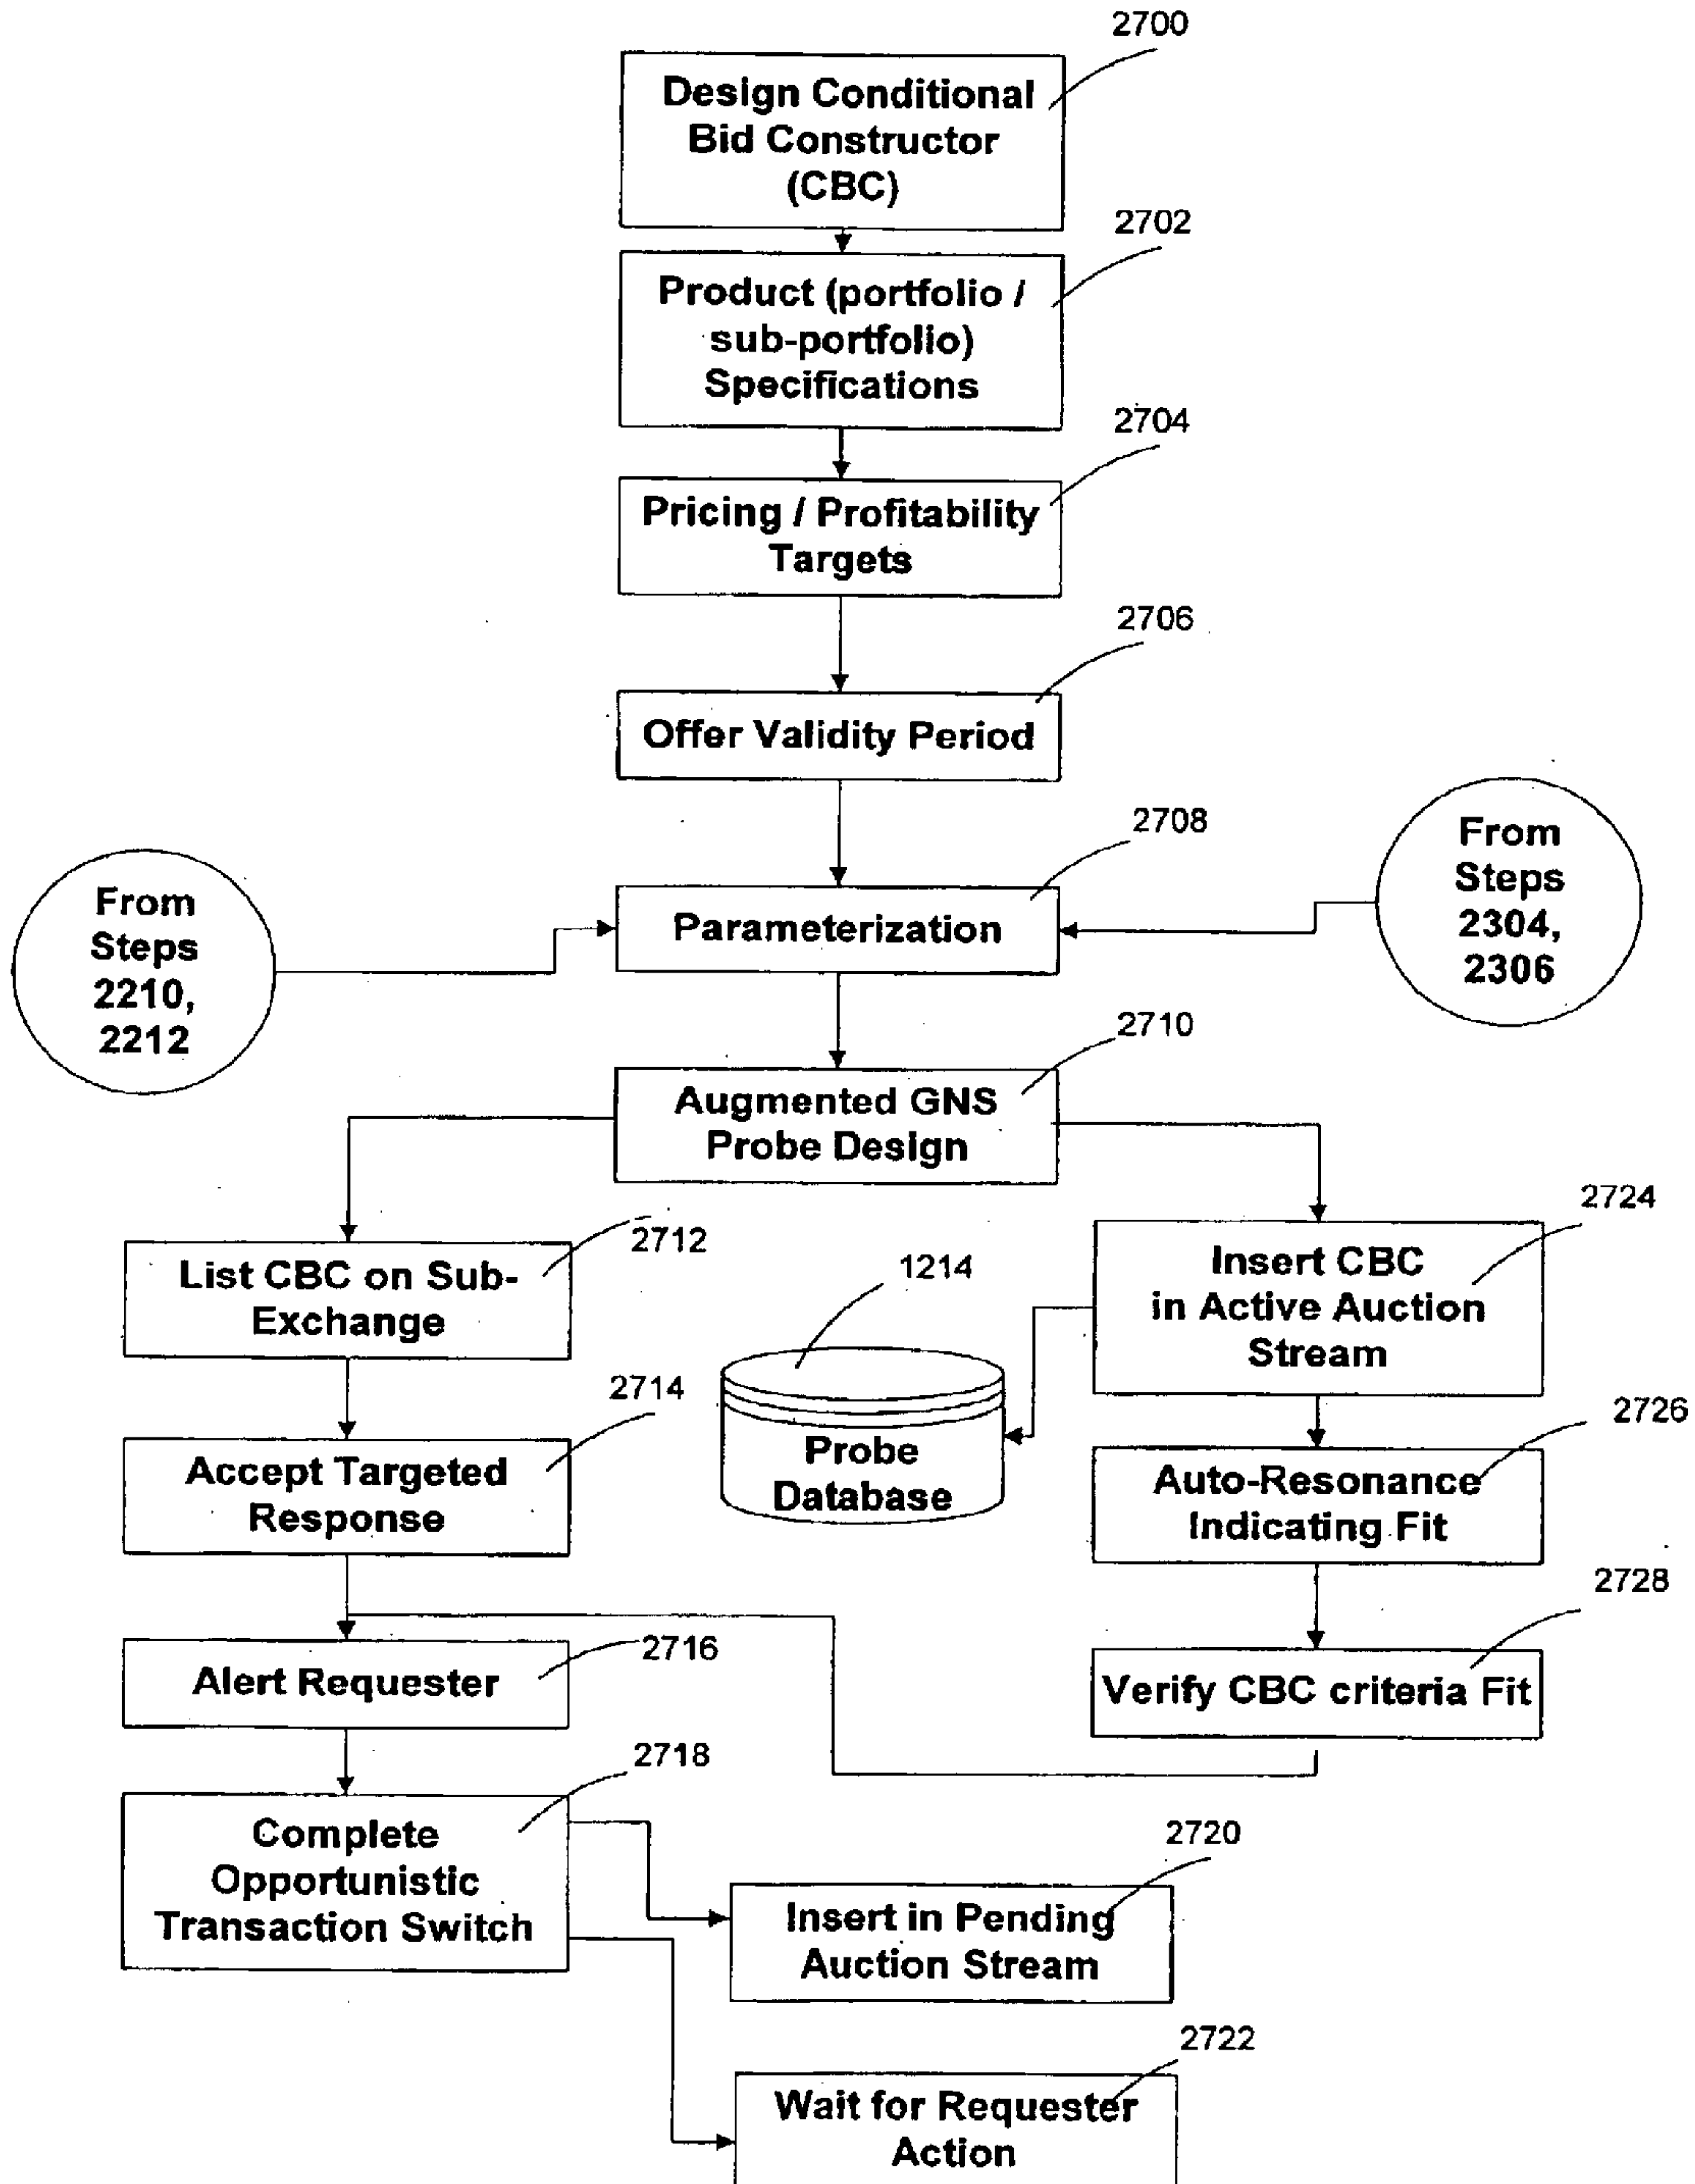 2700
Design Conditional
Bid Constructor
(CBC)
2702
Product (portfolio /
sub-portfolio)
Specifications
2704
Pricing / Profitability
Targets
2706
Offer Validity Period
2708
Parameterization
From
Steps
2210,
2212
From
Steps
2304,
2306
2710
Augmented GNS
Probe Design
2712
List CBC on Sub-
Exchange
2724
Insert CBC
in Active Auction
Stream
1214
Probe
Database
2714
Accept Targeted
Response
2726
Auto-Resonance
Indicating Fit
2728
Verify CBC criteria Fit
2716
Alert Requester
2718
Complete
Opportunistic
Transaction Switch
2720
Insert in Pending
Auction Stream
2722
Wait for Requester
Action